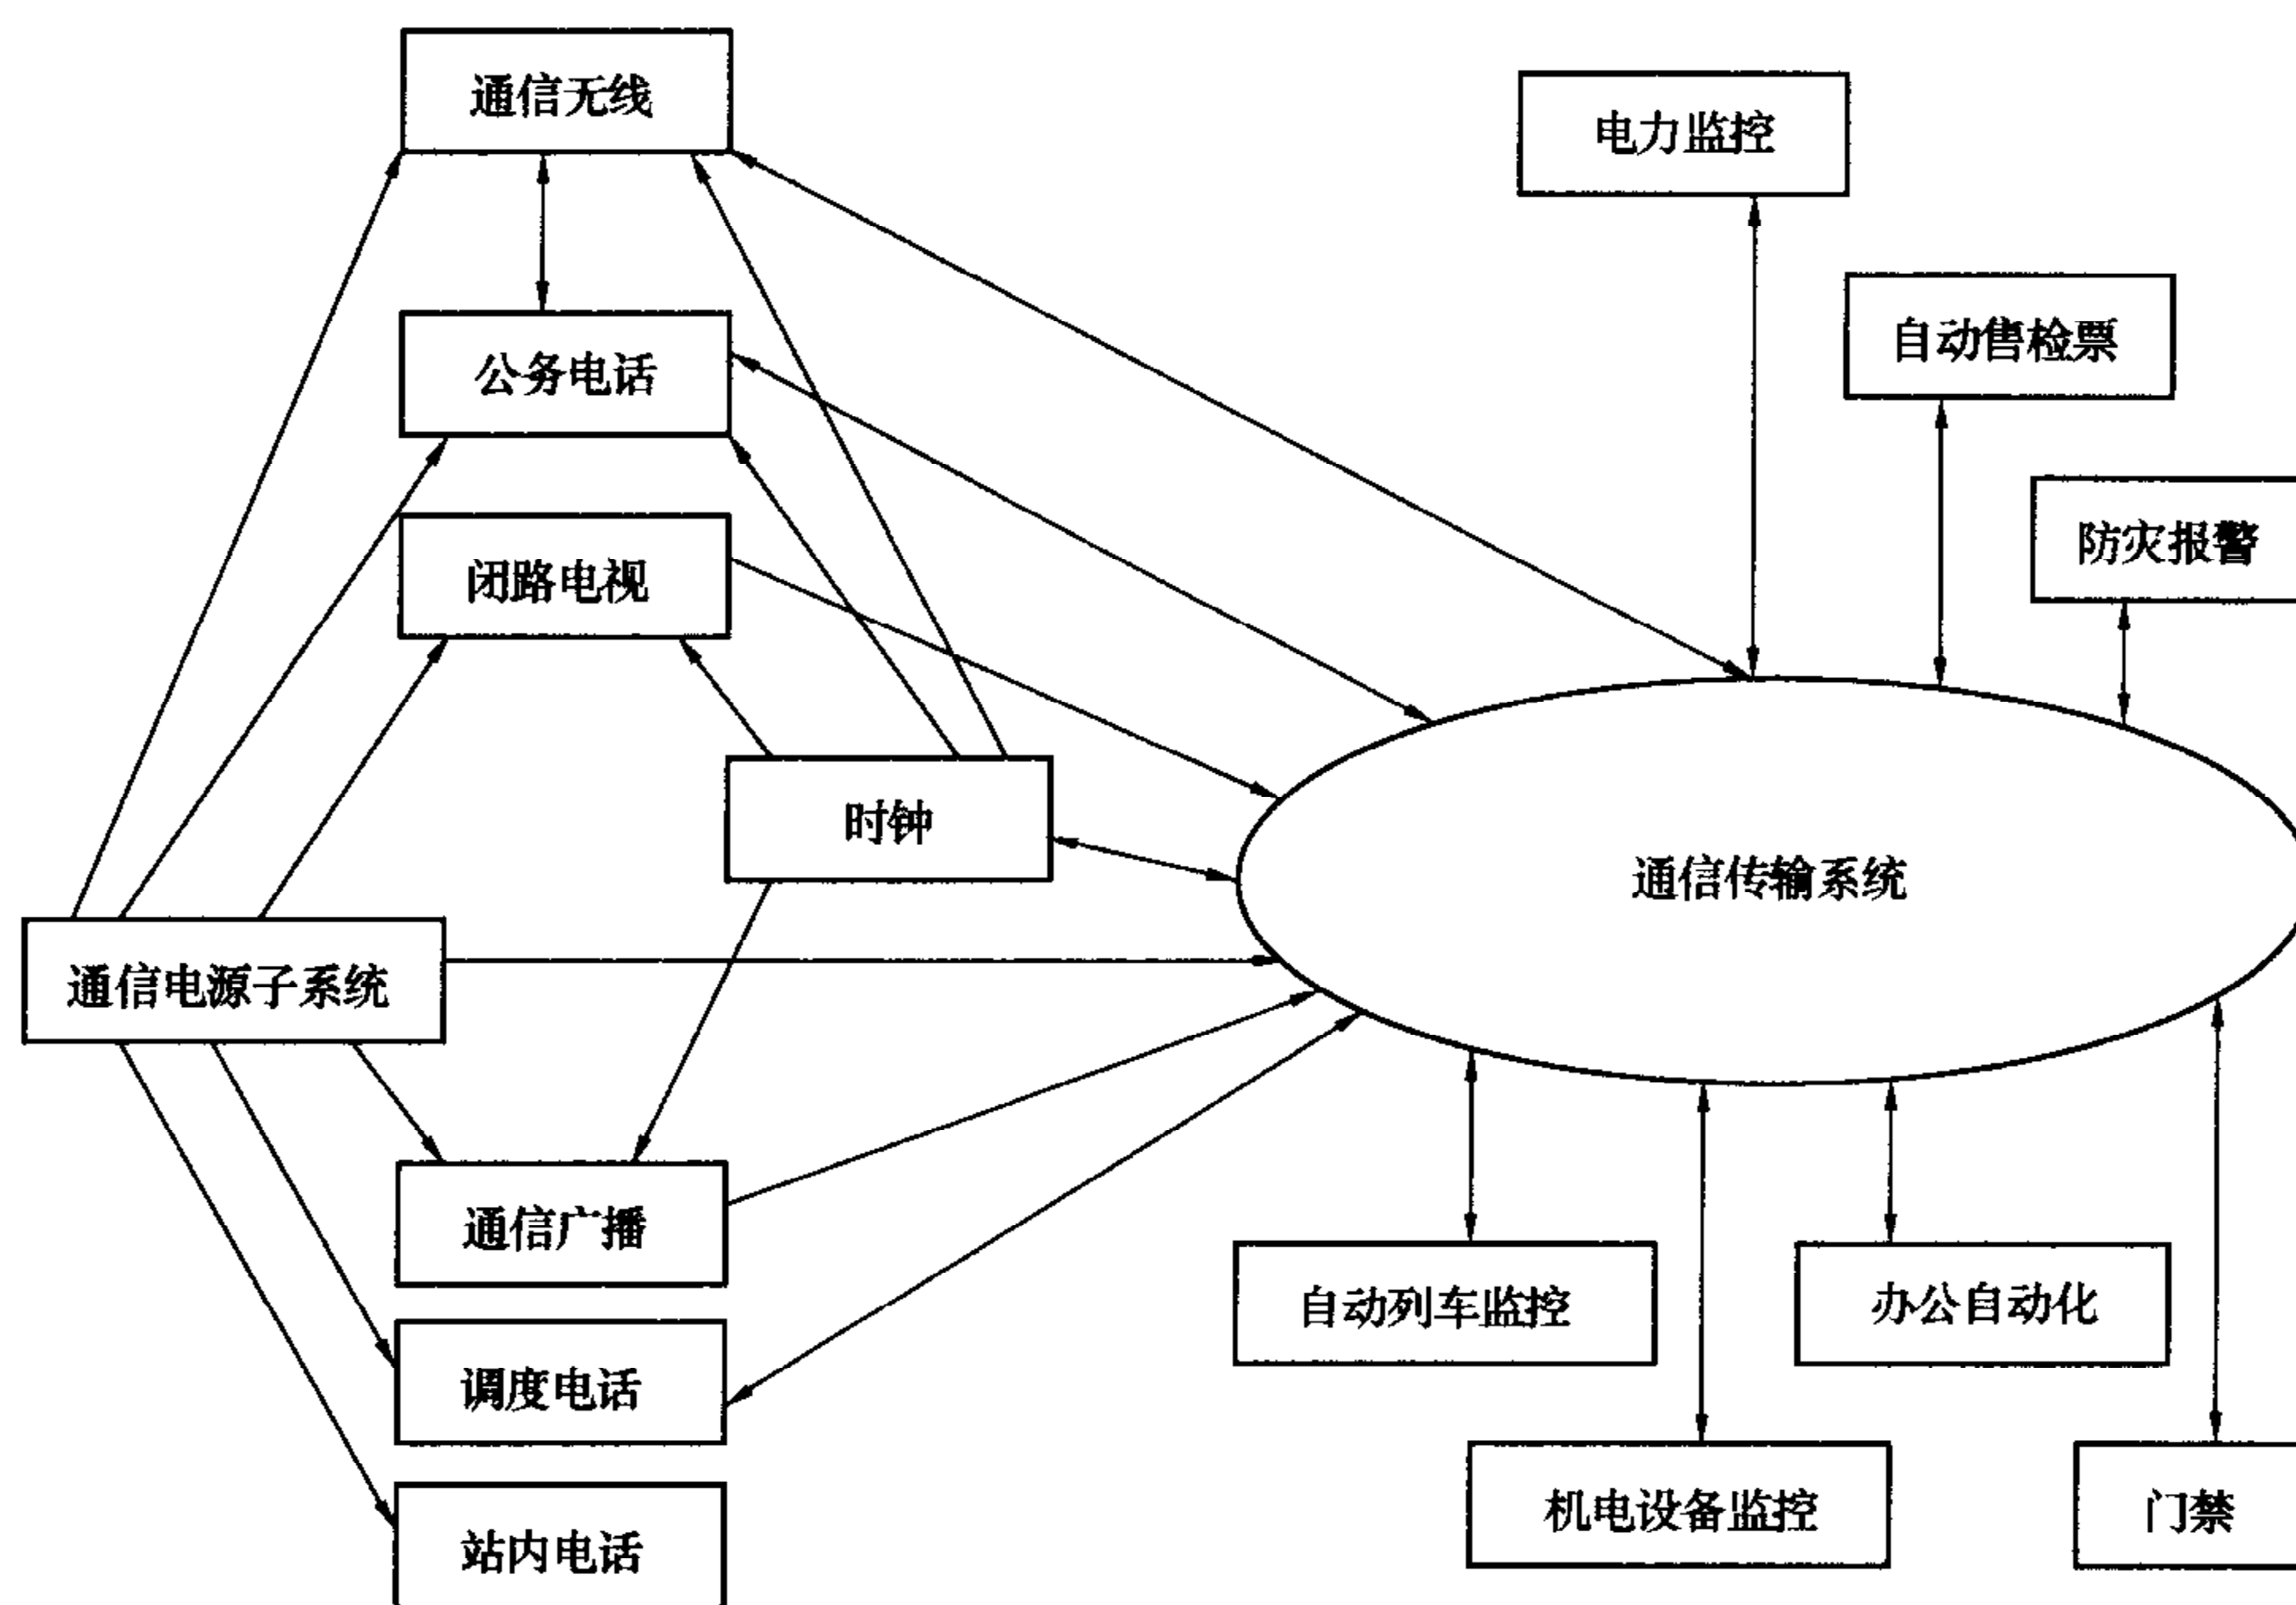 通信无线
电力监控
自动售检票
公务电话
防灾报警
闭路电视
时钟
通信传输系统
通信电源子系统
通信广播
自动列车监控
办公自动化
调度电话
机电设备监控
门禁
站内电话